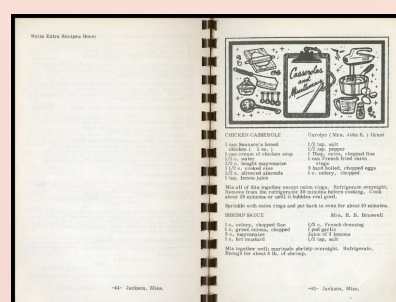 Write Extra Recipes Here:
-44- Jackson, Miss.
Casseroles
and
Miscellaneous
CHICKEN CASSEROLE Carolyn (Mrs. John E.) Grant
1 can Swanson's boned
chicken ( 5 oz. )
1 can cream of chicken soup
1/2 c. water
1/2 c. bought mayonnaise
1 1/2 c. cooked rice
1/2 c. slivered almonds
1 tsp. lemon juice
1/2 tsp. salt
1/2 tsp. pepper
1 Tbsp. onion, chopped fine
1 can French fried onion
rings
3 hard boiled, chopped eggs
1 c. celery, chopped
Mix all of this together except onion rings. Refrigerate overnight.
Remove from the refrigerator 30 minutes before cooking. Cook
about 30 minutes or until it bubbles real good.
Sprinkle with onion rings and put back in oven for about 10 minutes.
SHRIMP SAUCE Mrs. R. B. Braswell
1 c. celery, chopped fine
1 c. green onions, chopped
2 c. mayonnaise
1 c. hot mustard
1/3 c. French dressing
1 pod garlic
Juice of 3 lemons
1/2 tsp. salt
Mix together well; marinade shrimp overnight. Refrigerate.
Enough for about 5 lb. of shrimp.
-45- Jackson, Miss.